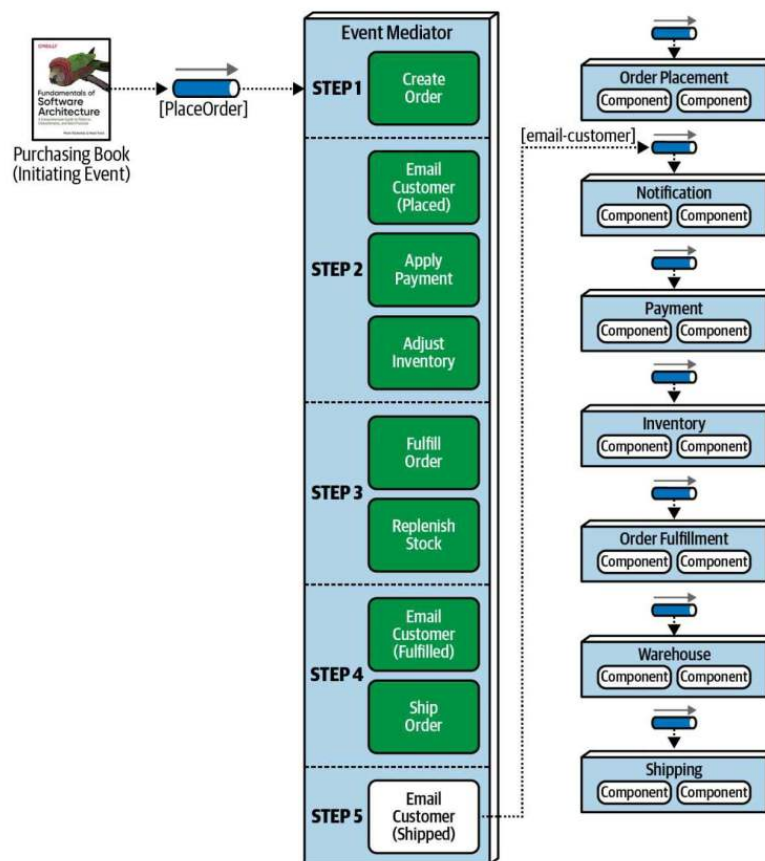 O'REILLY
Fundamentals of
Software
Architecture
[PlaceOrder]
Purchasing Book
(Initiating Event)
Event Mediator
STEP 1
Create
Order
STEP 2
Email
Customer
(Placed)
Apply
Payment
Adjust
Inventory
STEP 3
Fulfill
Order
Replenish
Stock
STEP 4
Email
Customer
(Fulfilled)
Ship
Order
STEP 5
Email
Customer
(Shipped)
[email-customer]
Order Placement
Component Component
Notification
Component Component
Payment
Component Component
Inventory
Component Component
Order Fulfillment
Component Component
Warehouse
Component Component
Shipping
Component Component